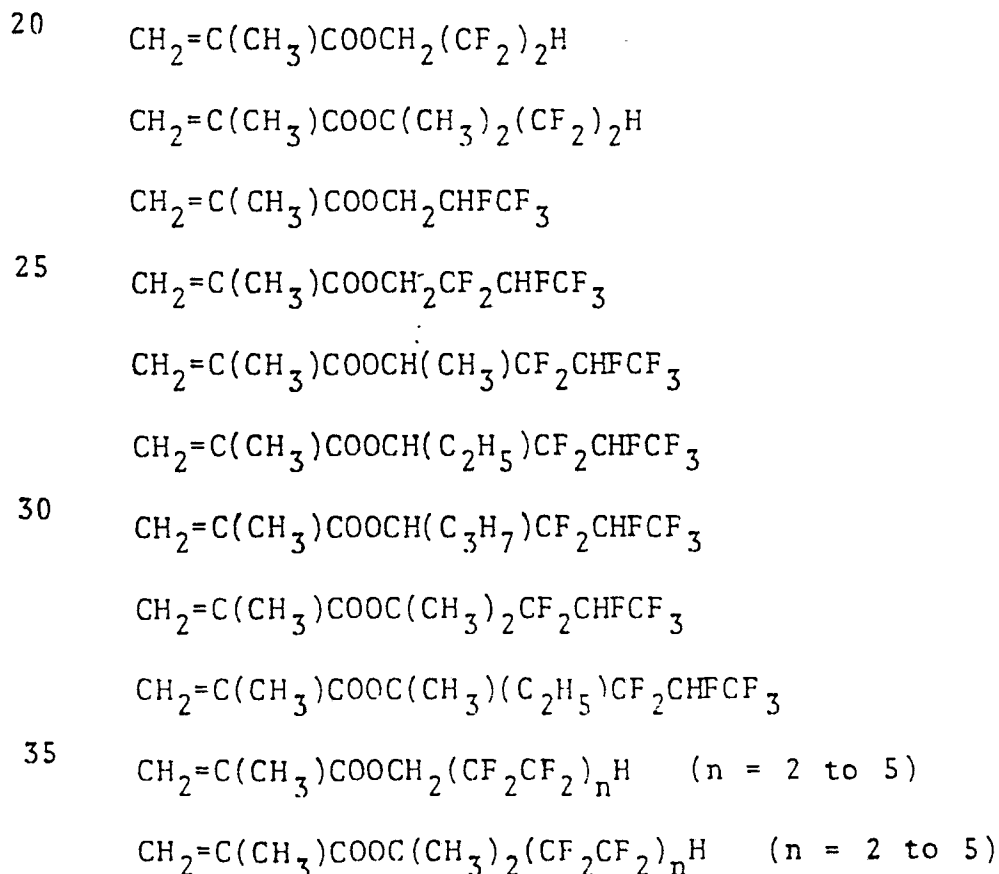 20 CH₂=C(CH₃)COOCH₂(CF₂)₂H
CH₂=C(CH₃)COOC(CH₃)₂(CF₂)₂H
CH₂=C(CH₃)COOCH₂CHFCF₃
25 CH₂=C(CH₃)COOCH₂CF₂CHFCF₃
CH₂=C(CH₃)COOCH(CH₃)CF₂CHFCF₃
CH₂=C(CH₃)COOCH(C₂H₅)CF₂CHFCF₃
30 CH₂=C(CH₃)COOCH(C₃H₇)CF₂CHFCF₃
CH₂=C(CH₃)COOC(CH₃)₂CF₂CHFCF₃
CH₂=C(CH₃)COOC(CH₃)(C₂H₅)CF₂CHFCF₃
35 CH₂=C(CH₃)COOCH₂(CF₂CF₂)ₙH (n = 2 to 5)
CH₂=C(CH₃)COOC(CH₃)₂(CF₂CF₂)ₙH (n = 2 to 5)